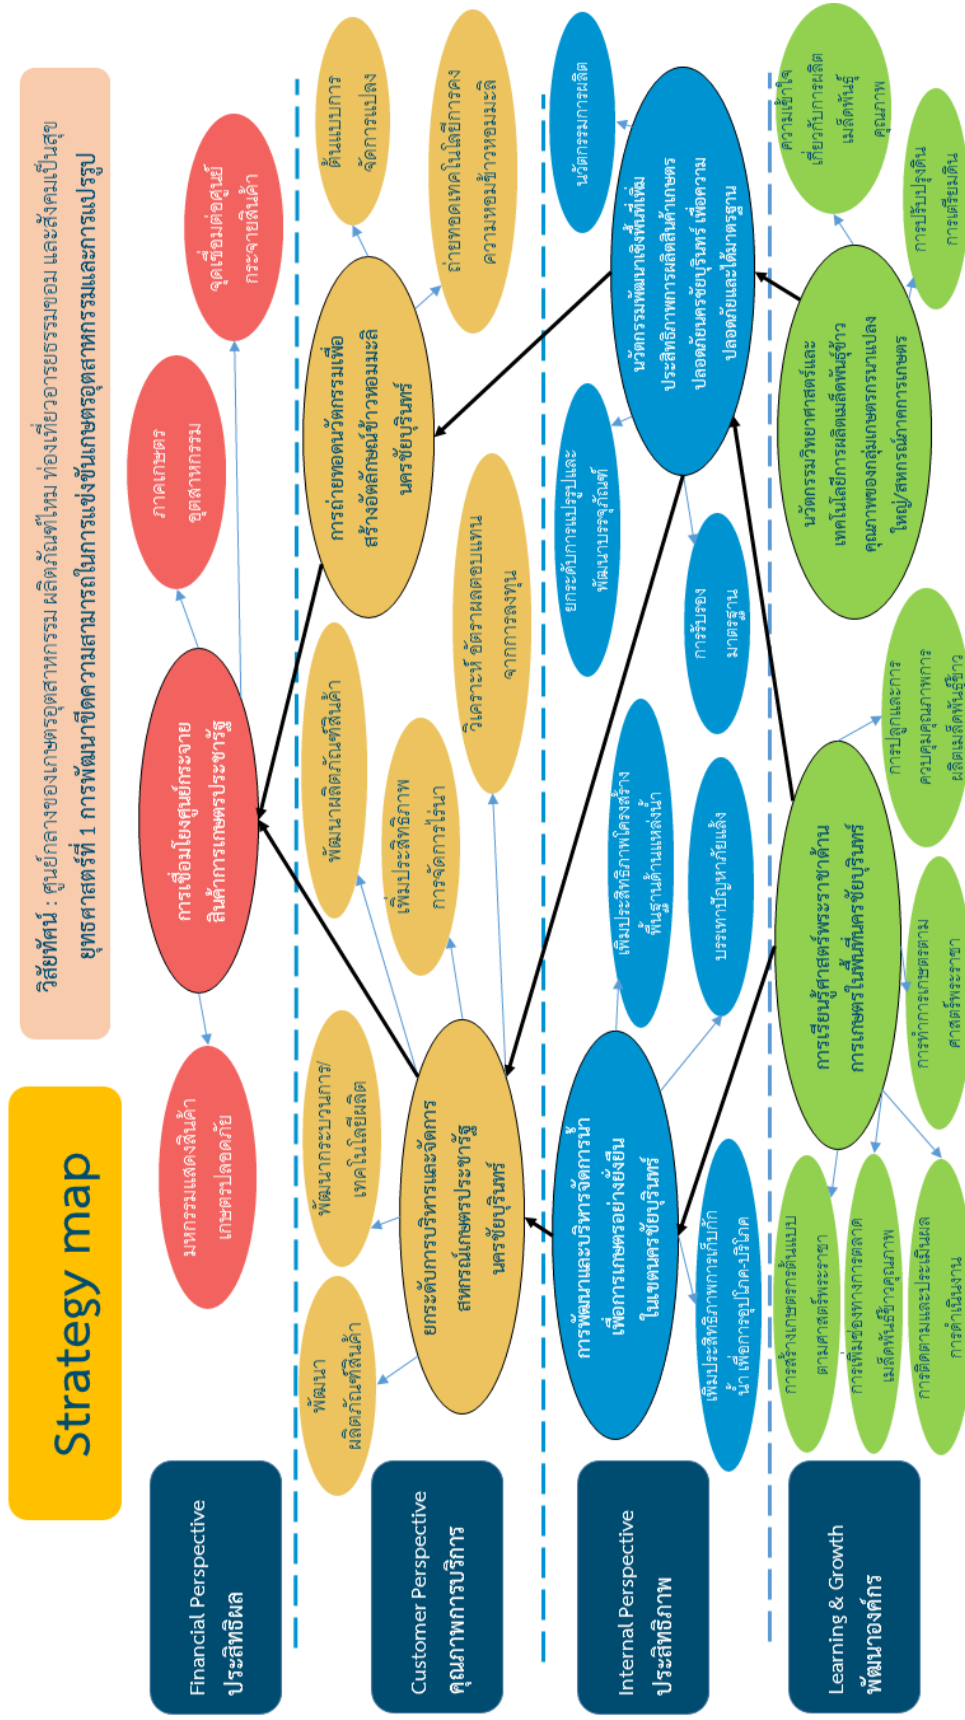 Strategy map
วิสัยทัศน์ : ศูนย์กลางของเกษตรอุตสาหกรรม ผลิตภัณฑ์ไหม ท่องเที่ยวอารยธรรมขอม และสังคมเป็นสุข
ยุทธศาสตร์ที่ 1 การพัฒนาขีดความสามารถในการแข่งขันเกษตรอุตสาหกรรมและการแปรรูป
Financial Perspective
ประสิทธิผล
มหกรรมแสดงสินค้า
เกษตรปลอดภัย
การเชื่อมโยงศูนย์กระจาย
สินค้าการเกษตรประชารัฐ
ภาคเกษตร
อุตสาหกรรม
จุดเชื่อมต่อศูนย์
กระจายสินค้า
Customer Perspective
คุณภาพการบริการ
พัฒนา
ผลิตภัณฑ์สินค้า
พัฒนากระบวนการ/
เทคโนโลยีผลิต
ยกระดับการบริหารและจัดการ
สหกรณ์เกษตรประชารัฐ
นครชัยบุรินทร์
พัฒนาผลิตภัณฑ์สินค้า
เพิ่มประสิทธิภาพ
การจัดการไร่นา
วิเคราะห์ อัตราผลตอบแทน
จากการลงทุน
การถ่ายทอดนวัตกรรมเพื่อ
สร้างอัตลักษณ์ข้าวหอมมะลิ
นครชัยบุรินทร์
ต้นแบบการ
จัดการแปลง
ถ่ายทอดเทคโนโลยีการคง
ความหอมข้าวหอมมะลิ
Internal Perspective
ประสิทธิภาพ
การพัฒนาและบริหารจัดการน้ำ
เพื่อการเกษตรอย่างยั่งยืน
ในเขตนครชัยบุรินทร์
เพิ่มประสิทธิภาพการเก็บกัก
น้ำ เพื่อการอุปโภค-บริโภค
เพิ่มประสิทธิภาพโครงสร้าง
พื้นฐานด้านแหล่งน้ำ
บรรเทาปัญหาภัยแล้ง
ยกระดับการแปรรูปและ
พัฒนาบรรจุภัณฑ์
การรับรอง
มาตรฐาน
นวัตกรรมการผลิต
นวัตกรรมพัฒนาเชิงพื้นที่เพิ่ม
ประสิทธิภาพการผลิตสินค้าเกษตร
ปลอดภัยนครชัยบุรินทร์ เพื่อความ
ปลอดภัยและได้มาตรฐาน
Learning & Growth
พัฒนาองค์กร
การสร้างเกษตรกรต้นแบบ
ตามศาสตร์พระราชา
การเพิ่มช่องทางการตลาด
เมล็ดพันธุ์ข้าวคุณภาพ
การติดตามและประเมินผล
การดำเนินงาน
การเรียนรู้ศาสตร์พระราชาด้าน
การเกษตรในพื้นที่นครชัยบุรินทร์
การทำการเกษตรตาม
ศาสตร์พระราชา
การปลูกและการ
ควบคุมคุณภาพการ
ผลิตเมล็ดพันธุ์ข้าว
นวัตกรรมวิทยาศาสตร์และ
เทคโนโลยีการผลิตเมล็ดพันธุ์ข้าว
คุณภาพของกลุ่มเกษตรกรนาแปลง
ใหญ่/สหกรณ์ภาคการเกษตร
ความเข้าใจ
เกี่ยวกับการผลิต
เมล็ดพันธุ์
คุณภาพ
การปรับปรุงดิน
การเตรียมดิน